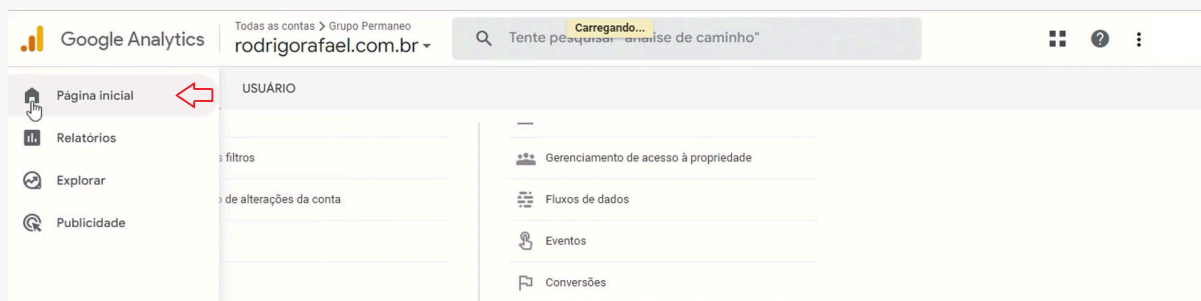 Google Analytics
Todas as contas > Grupo Permaneo
rodrigorafael.com.br
Tente pesquisar "análise de caminho"
Carregando...
Página inicial
Relatórios
Explorar
Publicidade
USUÁRIO
s filtros
de alterações da conta
Gerenciamento de acesso à propriedade
Fluxos de dados
Eventos
Conversões